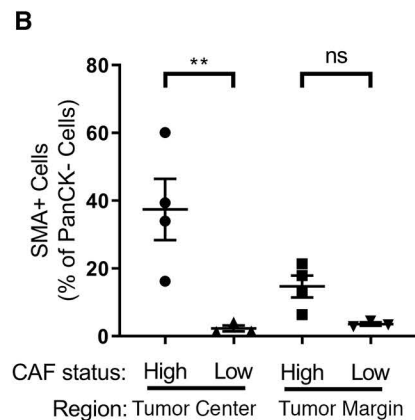 B
80
60
40
20
0
SMA+ Cells
(% of PanCK- Cells)
**
ns
CAF status: High Low High Low
Region: Tumor Center Tumor Margin